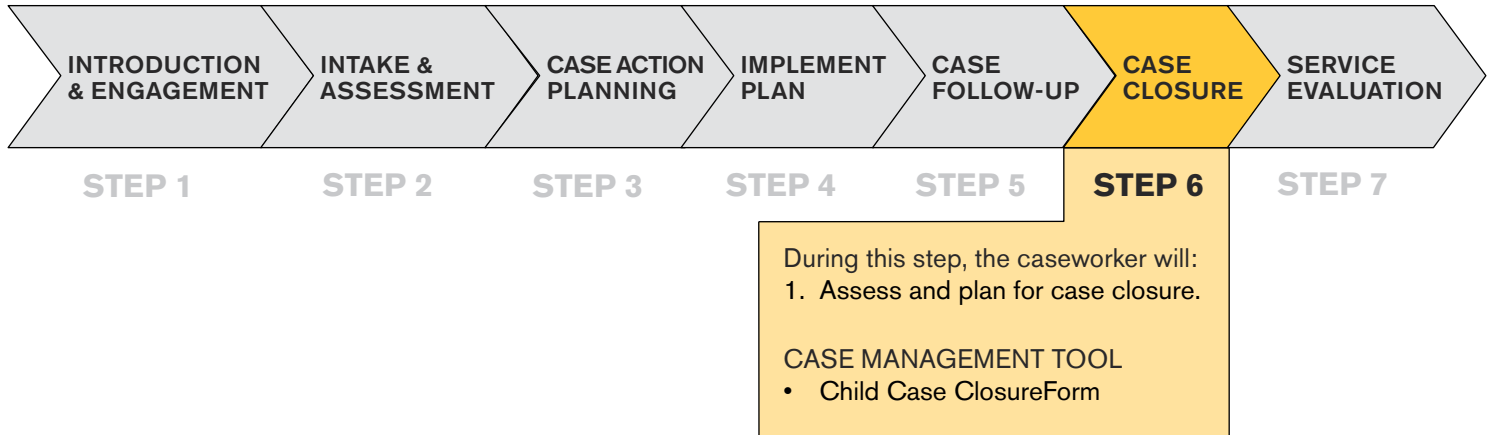 INTRODUCTION
& ENGAGEMENT
INTAKE &
ASSESSMENT
CASE ACTION
PLANNING
IMPLEMENT
PLAN
CASE
FOLLOW-UP
CASE
CLOSURE
SERVICE
EVALUATION
STEP 1
STEP 2
STEP 3
STEP 4
STEP 5
STEP 6
STEP 7
During this step, the caseworker will:
1. Assess and plan for case closure.
CASE MANAGEMENT TOOL
• Child Case ClosureForm